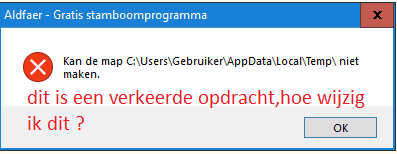 Aldfaer - Gratis stamboomprogramma
Kan de map C:\Users\Gebruiker\AppData\Local\Temp\ niet
maken.
dit is een verkeerde opdracht,hoe wijzig
ik dit ?
OK